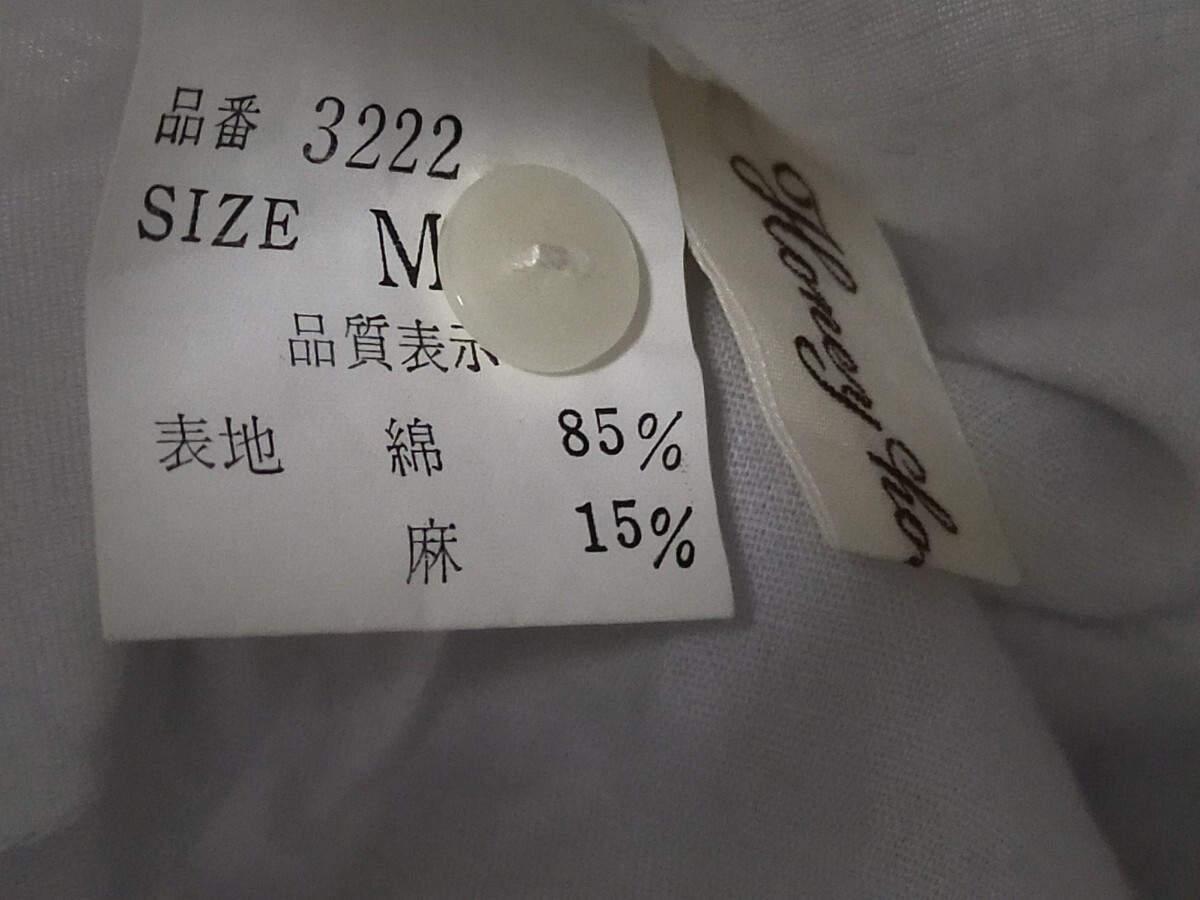 品番 3222
SIZE M
品質表示
表地 綿 85%
麻 15%
Honey